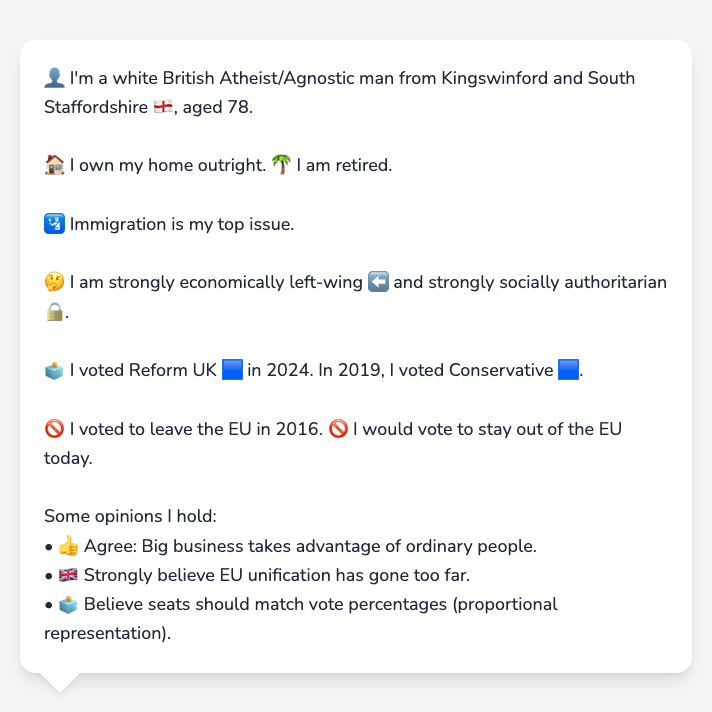 👤 I'm a white British Atheist/Agnostic man from Kingswinford and South
Staffordshire 🏴󠁧󠁢󠁥󠁮󠁧󠁿, aged 78.
🏠 I own my home outright. 🌴 I am retired.
🛂 Immigration is my top issue.
🤔 I am strongly economically left-wing ⬅️ and strongly socially authoritarian
🔒.
🗳️ I voted Reform UK 🟦 in 2024. In 2019, I voted Conservative 🟦.
🚫 I voted to leave the EU in 2016. 🚫 I would vote to stay out of the EU
today.
Some opinions I hold:
• 👍 Agree: Big business takes advantage of ordinary people.
• 🇬🇧 Strongly believe EU unification has gone too far.
• 🗳️ Believe seats should match vote percentages (proportional
representation).